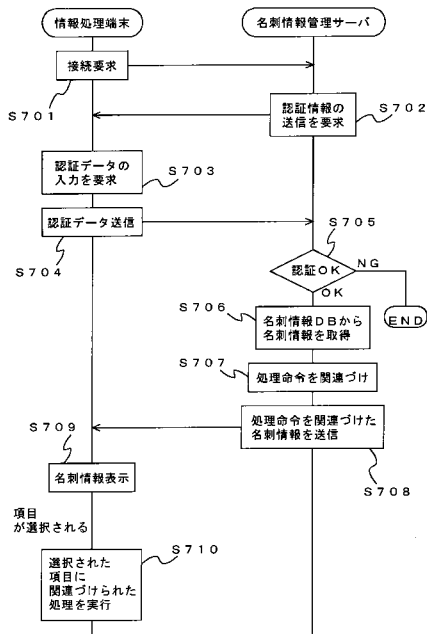 情報処理端末
名刺情報管理サーバ
接続要求
S701
認証情報の
送信を要求
S702
認証データの
入力を要求
S703
認証データ送信
S704
S705
認証OK
NG
OK
END
S706
名刺情報DBから
名刺情報を取得
S707
処理命令を関連づけ
処理命令を関連づけた
名刺情報を送信
S708
S709
名刺情報表示
項目
が選択される
S710
選択された
項目に
関連づけられた
処理を実行